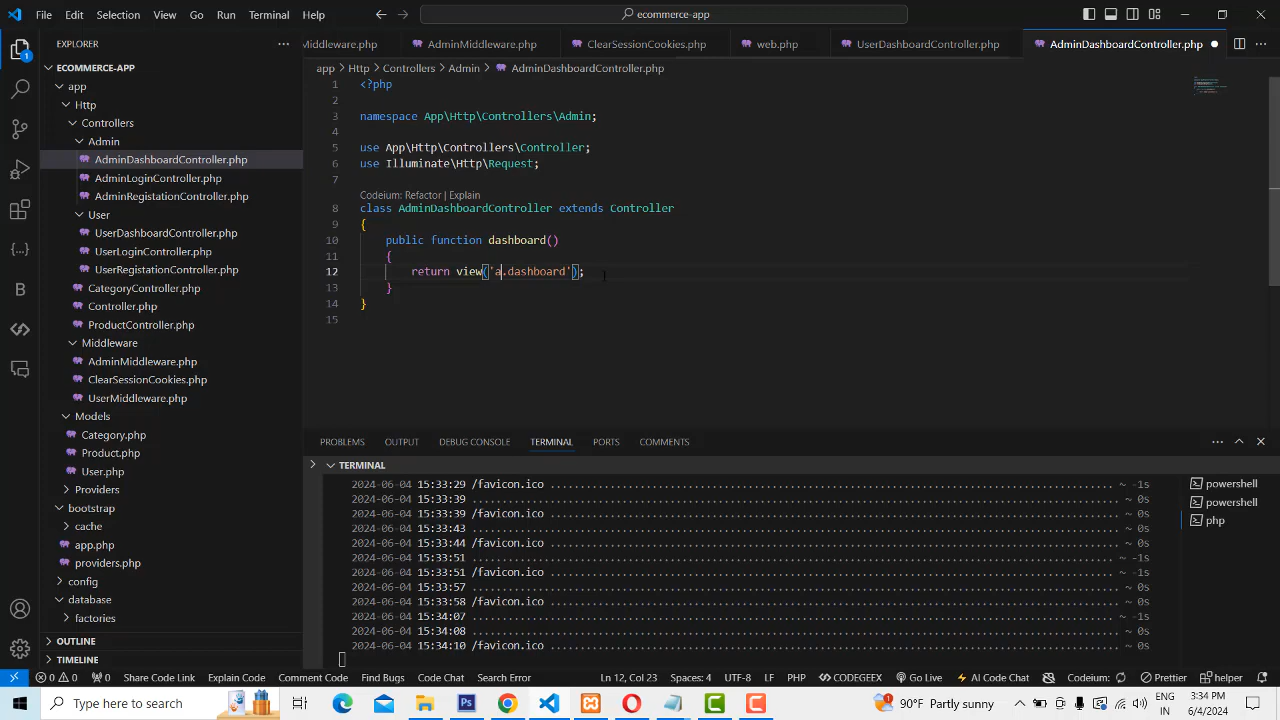 File Edit Selection View Go Run Terminal Help ecommerce-app
EXPLORER
Middleware.php AdminMiddleware.php ClearSessionCookies.php web.php UserDashboardController.php AdminDashboardController.php
ECOMMERCE-APP
app
Http
Controllers
Admin
AdminDashboardController.php
AdminLoginController.php
AdminRegistationController.php
User
UserDashboardController.php
UserLoginController.php
UserRegistationController.php
CategoryController.php
Controller.php
ProductController.php
Middleware
AdminMiddleware.php
ClearSessionCookies.php
UserMiddleware.php
Models
Category.php
Product.php
User.php
Providers
bootstrap
cache
app.php
providers.php
config
database
factories
OUTLINE
TIMELINE
app > Http > Controllers > Admin > AdminDashboardController.php
1 <?php
2
3 namespace App\Http\Controllers\Admin;
4
5 use App\Http\Controllers\Controller;
6 use Illuminate\Http\Request;
7
Codeium: Refactor | Explain
8 class AdminDashboardController extends Controller
9 {
10 public function dashboard()
11 {
12 return view('a.dashboard');
13 }
14 }
15
PROBLEMS OUTPUT DEBUG CONSOLE TERMINAL PORTS COMMENTS
TERMINAL
2024-06-04 15:33:29 /favicon.ico ~ -1s
2024-06-04 15:33:39 ~ 0s
2024-06-04 15:33:39 /favicon.ico ~ 0s
2024-06-04 15:33:43 ~ 0s
2024-06-04 15:33:44 /favicon.ico ~ 0s
2024-06-04 15:33:51 ~ -1s
2024-06-04 15:33:51 /favicon.ico ~ -1s
2024-06-04 15:33:57 ~ 0s
2024-06-04 15:33:58 /favicon.ico ~ 0s
2024-06-04 15:34:07 ~ -1s
2024-06-04 15:34:08 ~ 0s
2024-06-04 15:34:10 /favicon.ico ~ 0s
powershell
powershell
php
0 0 0 Share Code Link Explain Code Comment Code Find Bugs Code Chat Search Error Ln 12, Col 23 Spaces: 4 UTF-8 LF PHP CODEGEEX Go Live AI Code Chat Codeium: {...} Prettier helper
Type here to search 90°F Partly sunny ENG IN 3:34 PM 6/4/2024